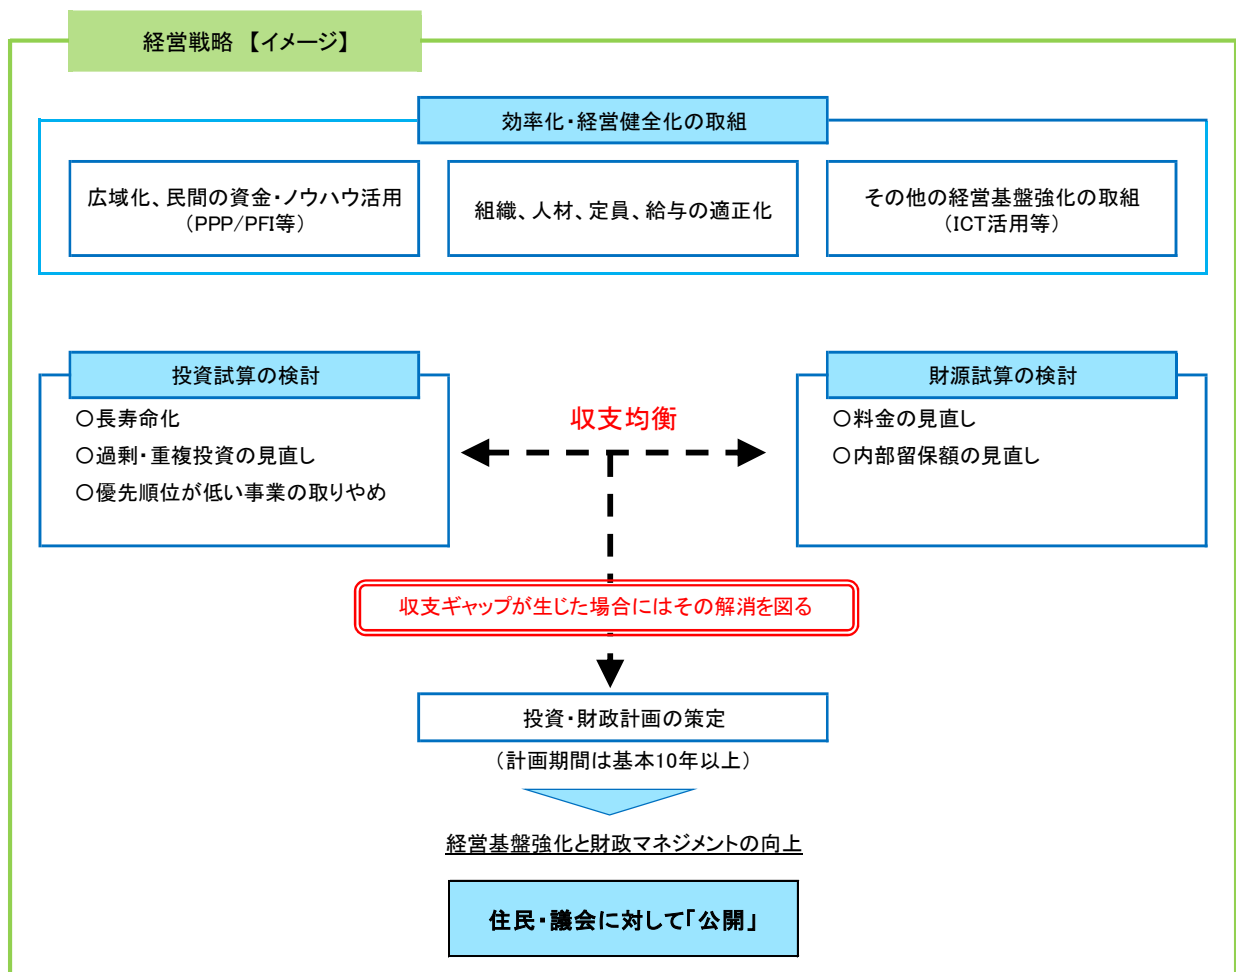 経営戦略 【イメージ】
効率化・経営健全化の取組
広域化、民間の資金・ノウハウ活用
（PPP/PFI等）
組織、人材、定員、給与の適正化
その他の経営基盤強化の取組
（ICT活用等）
投資試算の検討
○長寿命化
○過剰・重複投資の見直し
○優先順位が低い事業の取りやめ
収支均衡
財源試算の検討
○料金の見直し
○内部留保額の見直し
収支ギャップが生じた場合にはその解消を図る
投資・財政計画の策定
（計画期間は基本10年以上）
経営基盤強化と財政マネジメントの向上
住民・議会に対して「公開」